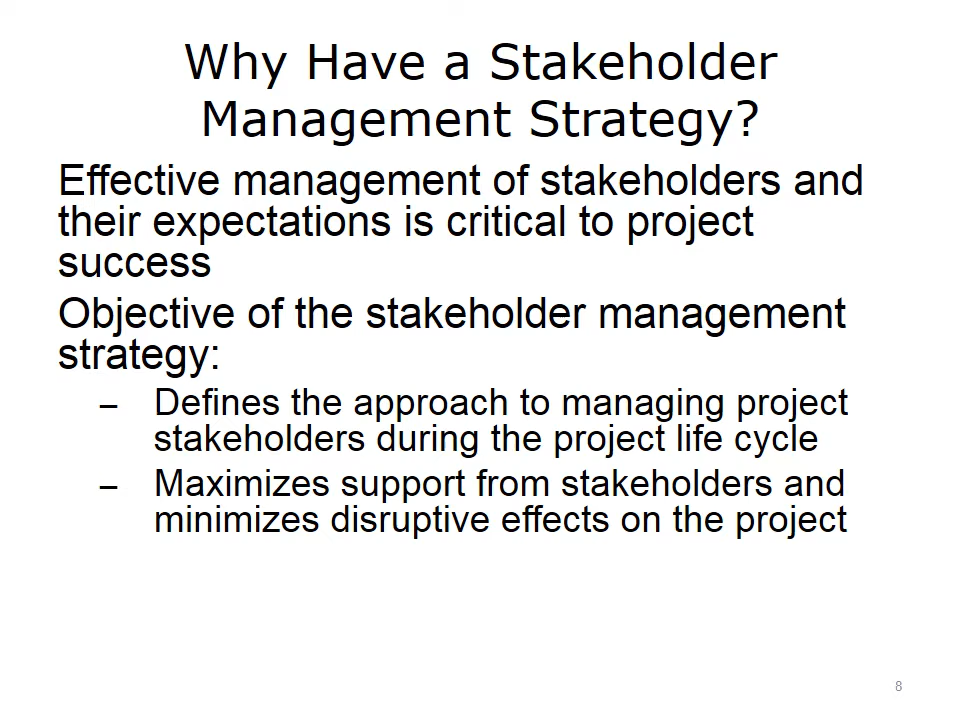 Why Have a Stakeholder
Management Strategy?
Effective management of stakeholders and
their expectations is critical to project
success
Objective of the stakeholder management
strategy:
– Defines the approach to managing project
stakeholders during the project life cycle
– Maximizes support from stakeholders and
minimizes disruptive effects on the project
8